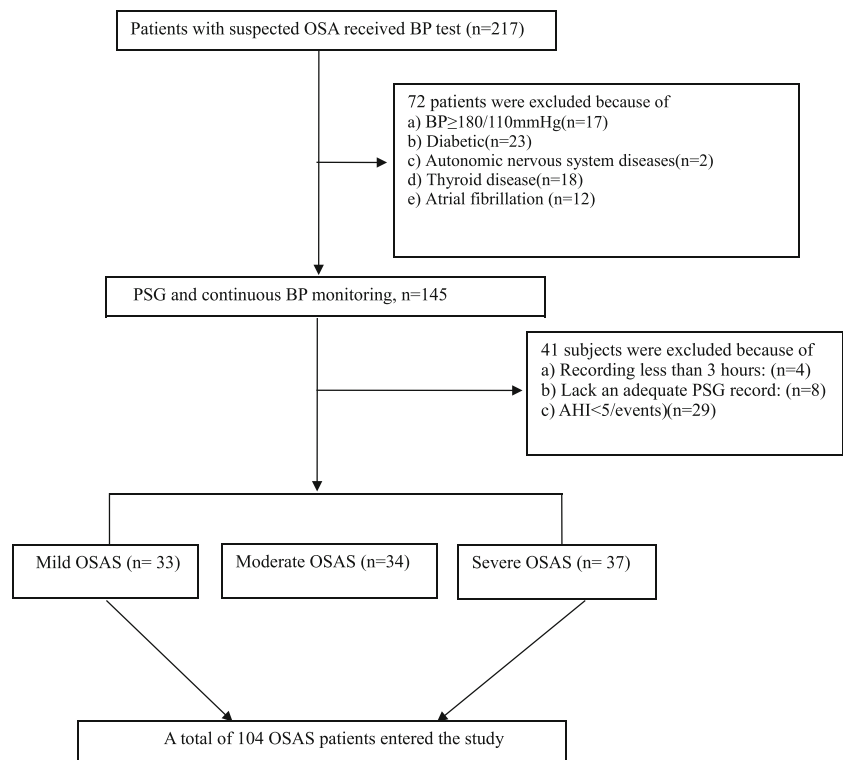 Patients with suspected OSA received BP test (n=217)
72 patients were excluded because of
a) BP≥180/110mmHg(n=17)
b) Diabetic(n=23)
c) Autonomic nervous system diseases(n=2)
d) Thyroid disease(n=18)
e) Atrial fibrillation (n=12)
PSG and continuous BP monitoring, n=145
41 subjects were excluded because of
a) Recording less than 3 hours: (n=4)
b) Lack an adequate PSG record: (n=8)
c) AHI<5/events)(n=29)
Mild OSAS (n= 33)
Moderate OSAS (n=34)
Severe OSAS (n= 37)
A total of 104 OSAS patients entered the study